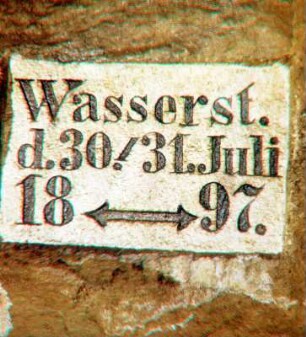 Wasserst.
d.30./31.Juli
18 ⟷ 97.